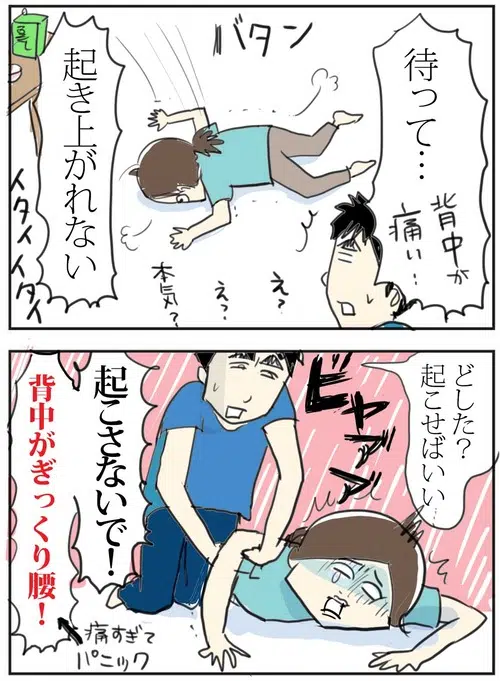 バタン
待って…
背中が
痛い…
起き上がれない
え?
え?
本気?
イタイイタイ
どした?
起こせばいい
ビャアアア
起こさないで!
背中がぎっくり腰!
痛すぎて
パニック